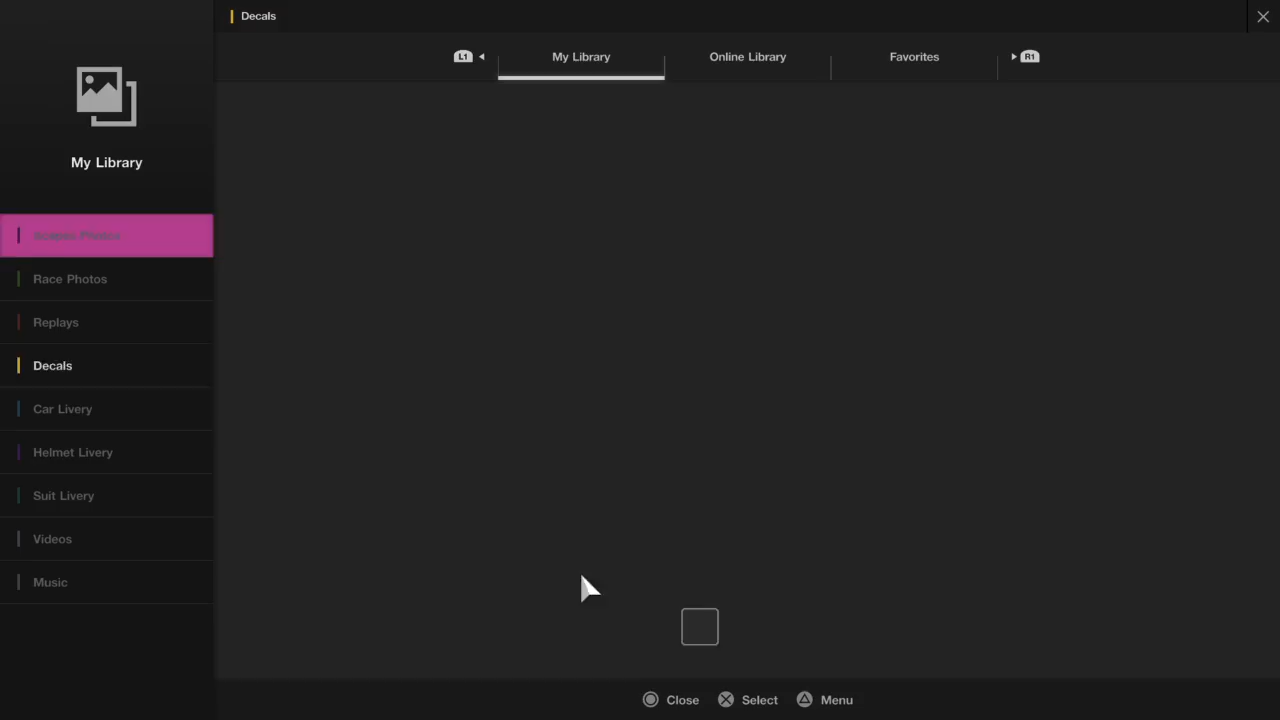 Decals
L1
My Library
Online Library
Favorites
R1
My Library
Scapes Photos
Race Photos
Replays
Decals
Car Livery
Helmet Livery
Suit Livery
Videos
Music
Close
Select
Menu